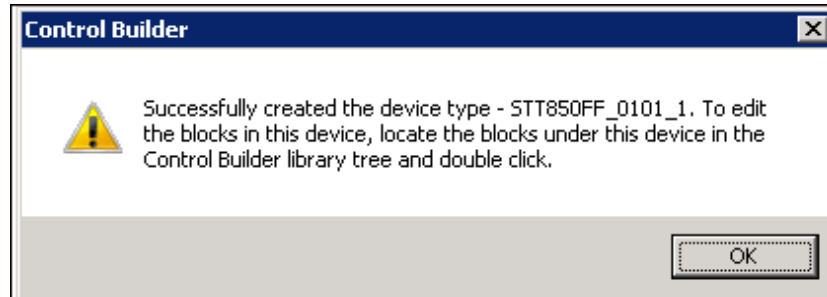 Control Builder
Successfully created the device type - STT850FF_0101_1. To edit
the blocks in this device, locate the blocks under this device in the
Control Builder library tree and double click.
OK